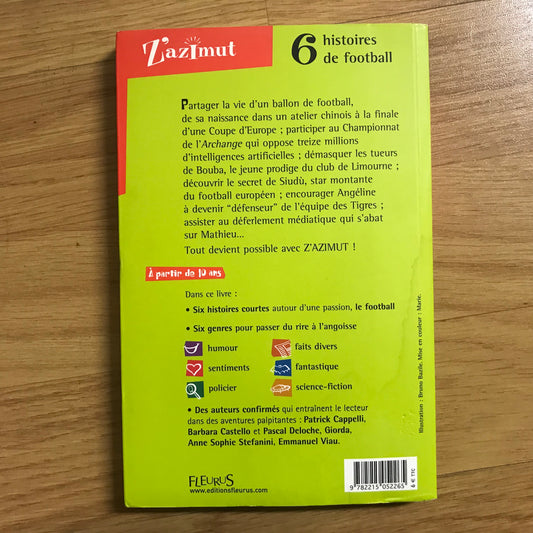 Z'azimut
6 histoires
de football
Partager la vie d'un ballon de football,
de sa naissance dans un atelier chinois à la finale
d'une Coupe d'Europe ; participer au Championnat
de l'Archange qui oppose treize millions
d'intelligences artificielles ; démasquer les tueurs
de Bouba, le jeune prodige du club de Limourne ;
découvrir le secret de Siudù, star montante
du football européen ; encourager Angéline
à devenir "défenseur" de l'équipe des Tigres ;
assister au déferlement médiatique qui s'abat
sur Mathieu...
Tout devient possible avec Z'AZIMUT !
À partir de 10 ans
Dans ce livre :
• Six histoires courtes autour d'une passion, le football
• Six genres pour passer du rire à l'angoisse
humour
faits divers
sentiments
fantastique
policier
science-fiction
• Des auteurs confirmés qui entraînent le lecteur
dans des aventures palpitantes : Patrick Cappelli,
Barbara Castello et Pascal Deloche, Giorda,
Anne Sophie Stefanini, Emmanuel Viau.
Illustration : Bruno Bazile. Mise en couleur : Marie.
FLEURUS
www.editionsfleurus.com
9 782215 052265
6 € TTC